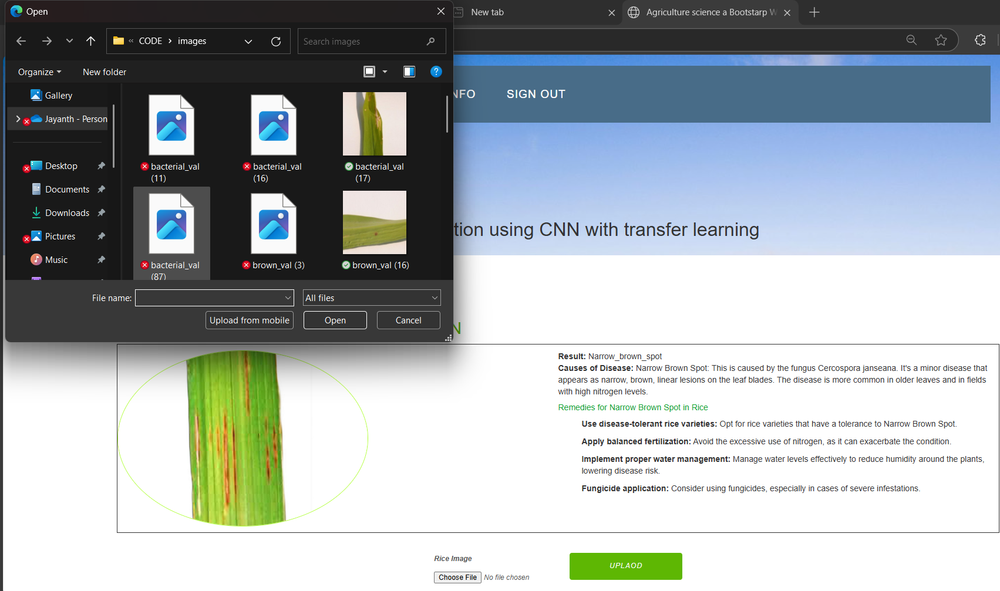 Open
New tab
Agriculture science a Bootstarp W
« CODE › images
Search images
Organize
New folder
NFO
SIGN OUT
Gallery
Jayanth - Person
Desktop
Documents
Downloads
Pictures
Music
bacterial_val
(11)
bacterial_val
(16)
bacterial_val
(17)
bacterial_val
(87)
brown_val (3)
brown_val (16)
File name:
All files
Upload from mobile
Open
Cancel
tion using CNN with transfer learning
N
Result: Narrow_brown_spot
Causes of Disease: Narrow Brown Spot: This is caused by the fungus Cercospora janseana. It's a minor disease that
appears as narrow, brown, linear lesions on the leaf blades. The disease is more common in older leaves and in fields
with high nitrogen levels.
Remedies for Narrow Brown Spot in Rice
Use disease-tolerant rice varieties: Opt for rice varieties that have a tolerance to Narrow Brown Spot.
Apply balanced fertilization: Avoid the excessive use of nitrogen, as it can exacerbate the condition.
Implement proper water management: Manage water levels effectively to reduce humidity around the plants,
lowering disease risk.
Fungicide application: Consider using fungicides, especially in cases of severe infestations.
Rice Image
Choose File No file chosen
UPLAOD